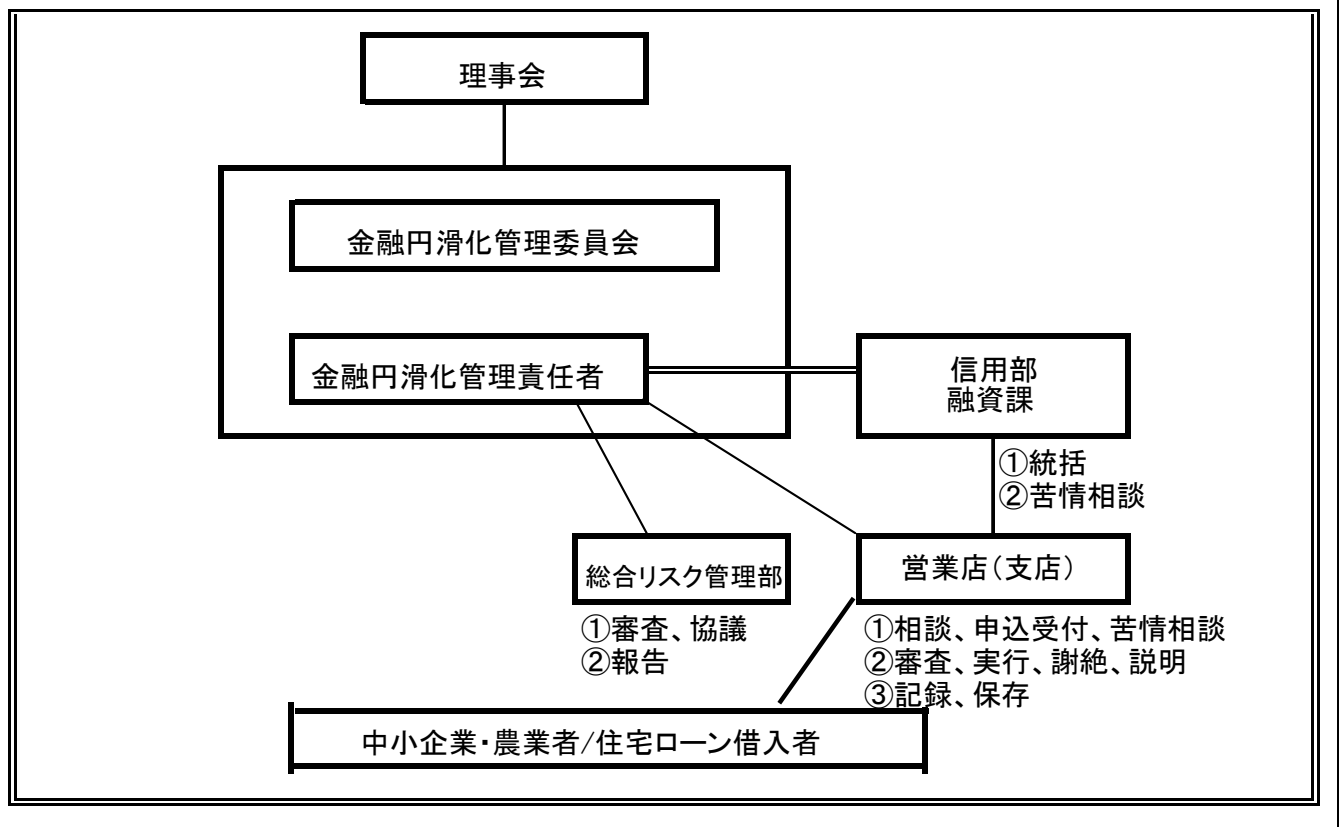 理事会
金融円滑化管理委員会
金融円滑化管理責任者
信用部
融資課
①統括
②苦情相談
総合リスク管理部
①審査、協議
②報告
営業店(支店)
①相談、申込受付、苦情相談
②審査、実行、謝絶、説明
③記録、保存
中小企業・農業者/住宅ローン借入者